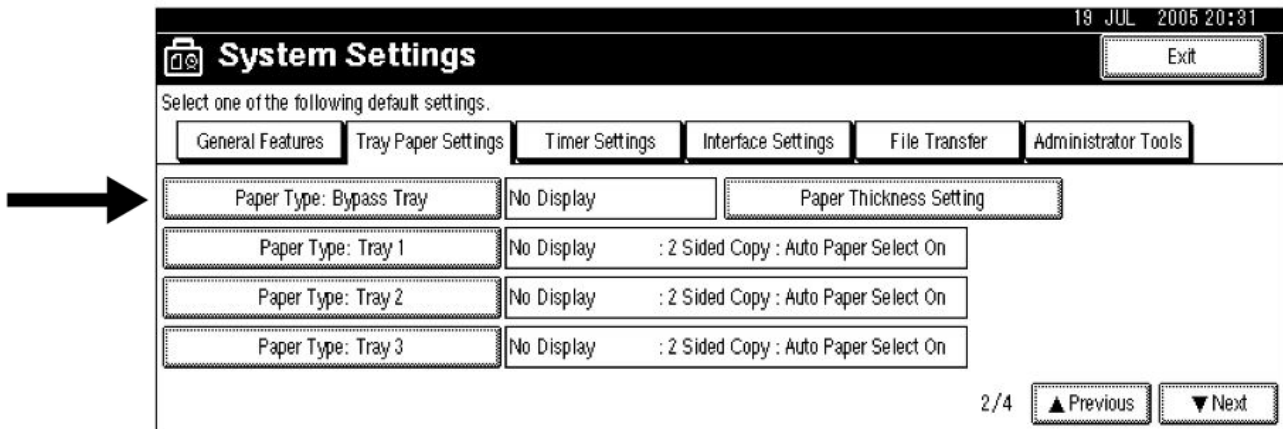 19 JUL 2005 20:31
System Settings
Exit
Select one of the following default settings.
General Features Tray Paper Settings Timer Settings Interface Settings File Transfer Administrator Tools
Paper Type: Bypass Tray No Display Paper Thickness Setting
Paper Type: Tray 1 No Display : 2 Sided Copy : Auto Paper Select On
Paper Type: Tray 2 No Display : 2 Sided Copy : Auto Paper Select On
Paper Type: Tray 3 No Display : 2 Sided Copy : Auto Paper Select On
2/4 ▲Previous ▼Next